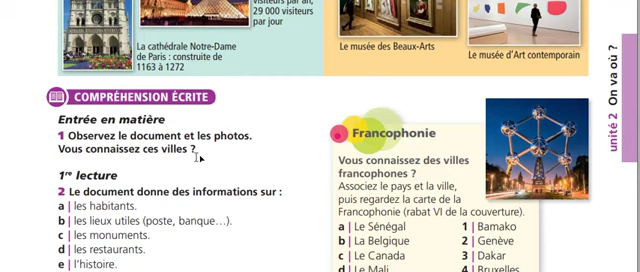 visiteurs par an,
29 000 visiteurs
par jour
La cathédrale Notre-Dame
de Paris : construite de
1163 à 1272
Le musée des Beaux-Arts
Le musée d'Art contemporain
unité 2 On va où ?
COMPRÉHENSION ÉCRITE
Entrée en matière
1 Observez le document et les photos.
Vous connaissez ces villes ?
1re lecture
2 Le document donne des informations sur :
a | les habitants.
b | les lieux utiles (poste, banque…).
c | les monuments.
d | les restaurants.
e | l'histoire.
Francophonie
Vous connaissez des villes
francophones ?
Associez le pays et la ville,
puis regardez la carte de la
Francophonie (rabat VI de la couverture).
a | Le Sénégal 1 | Bamako
b | La Belgique 2 | Genève
c | Le Canada 3 | Dakar
d | Le Mali 4 | Bruxelles